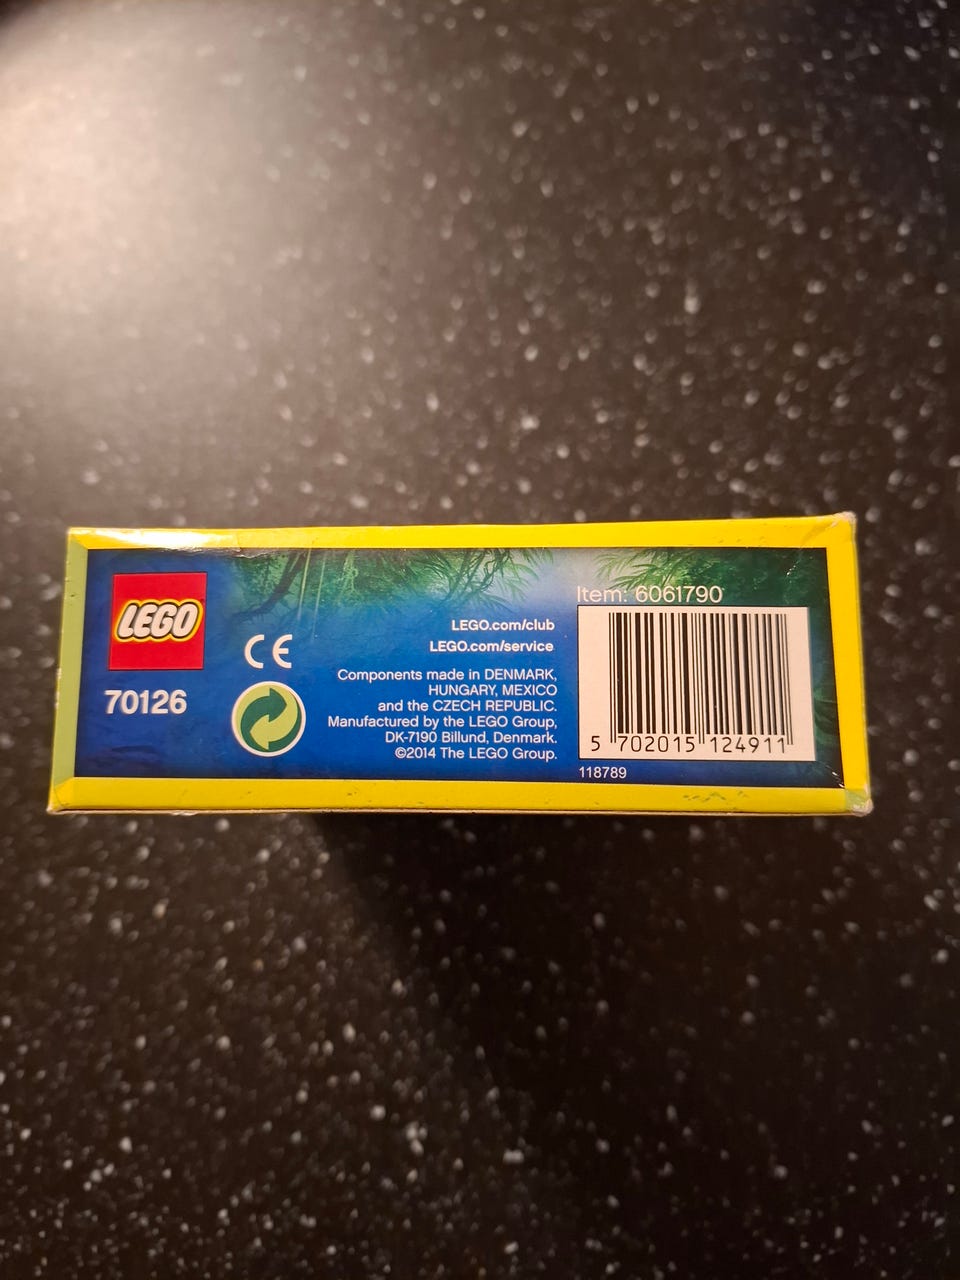 LEGO
70126
CE
LEGO.com/club
LEGO.com/service
Components made in DENMARK,
HUNGARY, MEXICO
and the CZECH REPUBLIC.
Manufactured by the LEGO Group,
DK-7190 Billund, Denmark.
©2014 The LEGO Group.
Item: 6061790
5 702015 124911
118789